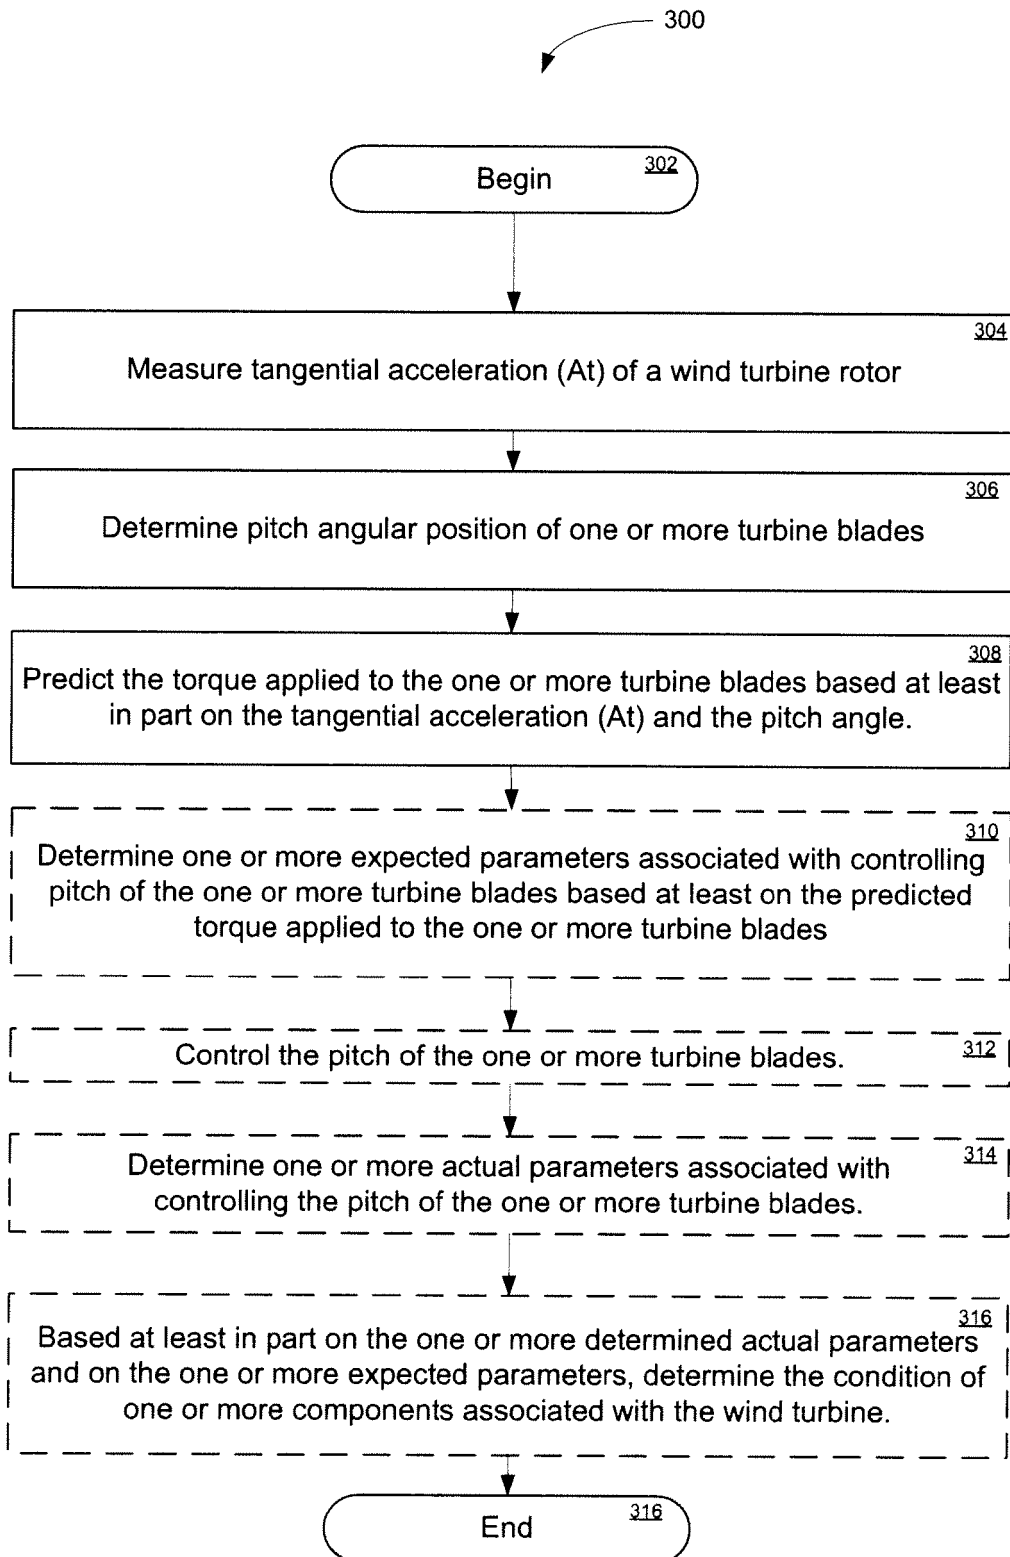 300
302
Begin
304
Measure tangential acceleration (At) of a wind turbine rotor
306
Determine pitch angular position of one or more turbine blades
308
Predict the torque applied to the one or more turbine blades based at least
in part on the tangential acceleration (At) and the pitch angle.
310
Determine one or more expected parameters associated with controlling
pitch of the one or more turbine blades based at least on the predicted
torque applied to the one or more turbine blades
312
Control the pitch of the one or more turbine blades.
314
Determine one or more actual parameters associated with
controlling the pitch of the one or more turbine blades.
316
Based at least in part on the one or more determined actual parameters
and on the one or more expected parameters, determine the condition of
one or more components associated with the wind turbine.
316
End